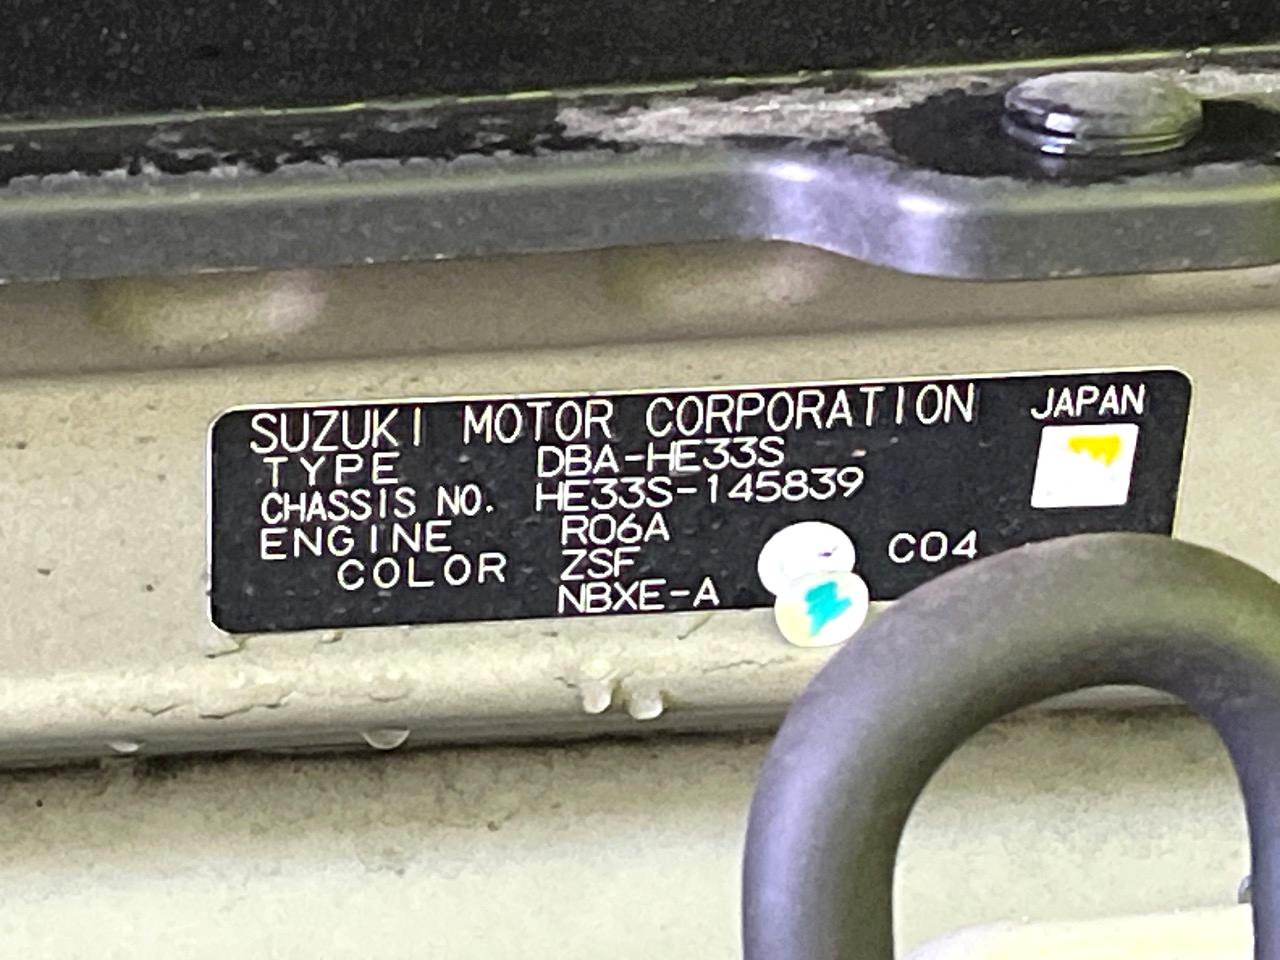 SUZUKI MOTOR CORPORATION JAPAN
TYPE DBA-HE33S
CHASSIS NO. HE33S-145839
ENGINE R06A
COLOR ZSF C04
NBXE-A